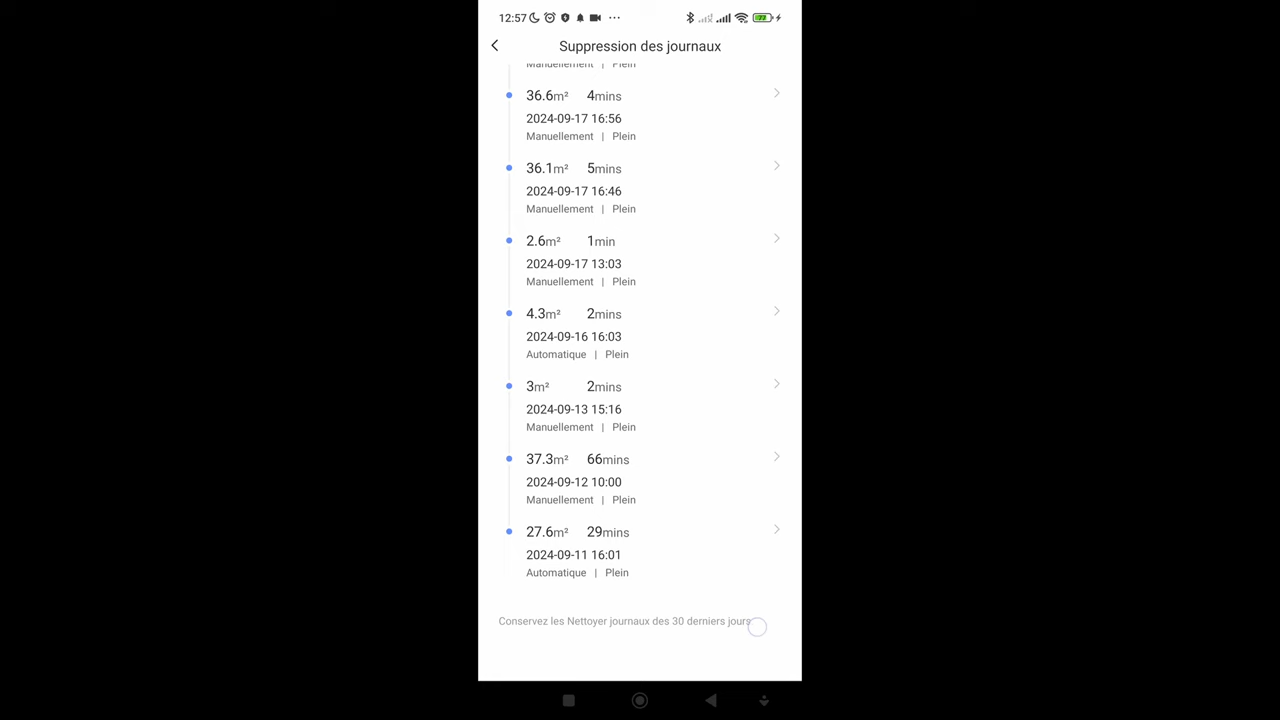 12:57
77
Suppression des journaux
Manuellement | Plein
36.6m² 4mins
2024-09-17 16:56
Manuellement | Plein
36.1m² 5mins
2024-09-17 16:46
Manuellement | Plein
2.6m² 1min
2024-09-17 13:03
Manuellement | Plein
4.3m² 2mins
2024-09-16 16:03
Automatique | Plein
3m² 2mins
2024-09-13 15:16
Manuellement | Plein
37.3m² 66mins
2024-09-12 10:00
Manuellement | Plein
27.6m² 29mins
2024-09-11 16:01
Automatique | Plein
Conservez les Nettoyer journaux des 30 derniers jours